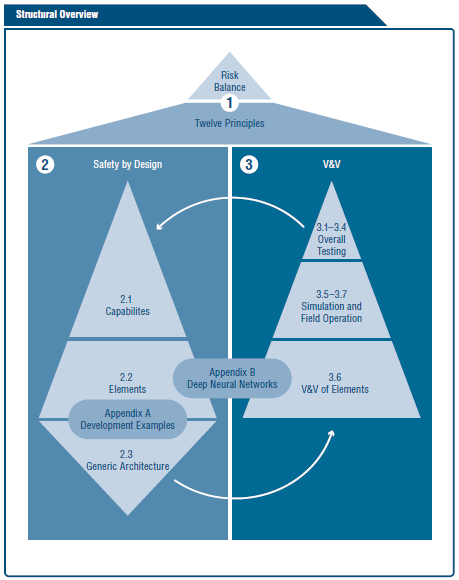 Structural Overview
Risk
Balance
1
Twelve Principles
2
Safety by Design
3
V&V
3.1–3.4
Overall
Testing
2.1
Capabilites
3.5–3.7
Simulation and
Field Operation
2.2
Elements
Appendix B
Deep Neural Networks
3.6
V&V of Elements
Appendix A
Development Examples
2.3
Generic Architecture